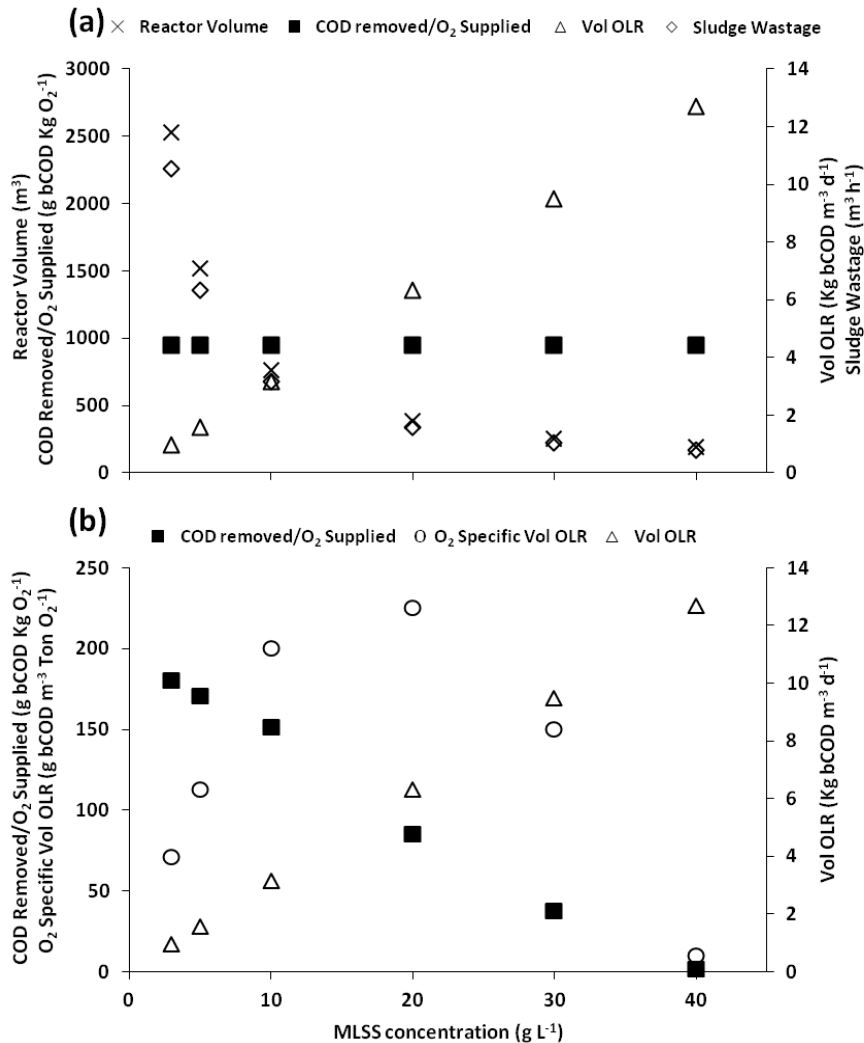 (a)
Reactor Volume COD removed/O₂ Supplied Vol OLR Sludge Wastage
3000
2500
2000
1500
1000
500
0
14
12
10
8
6
4
2
0
Reactor Volume (m³)
COD Removed/O₂ Supplied (g bCOD Kg O₂⁻¹)
Vol OLR (Kg bCOD m⁻³ d⁻¹)
Sludge Wastage (m³ h⁻¹)
(b)
COD removed/O₂ Supplied O₂ Specific Vol OLR Vol OLR
250
200
150
100
50
0
14
12
10
8
6
4
2
0
COD Removed/O₂ Supplied (g bCOD Kg O₂⁻¹)
O₂ Specific Vol OLR (g bCOD m⁻³ Ton O₂⁻¹)
Vol OLR (Kg bCOD m⁻³ d⁻¹)
0 10 20 30 40
MLSS concentration (g L⁻¹)